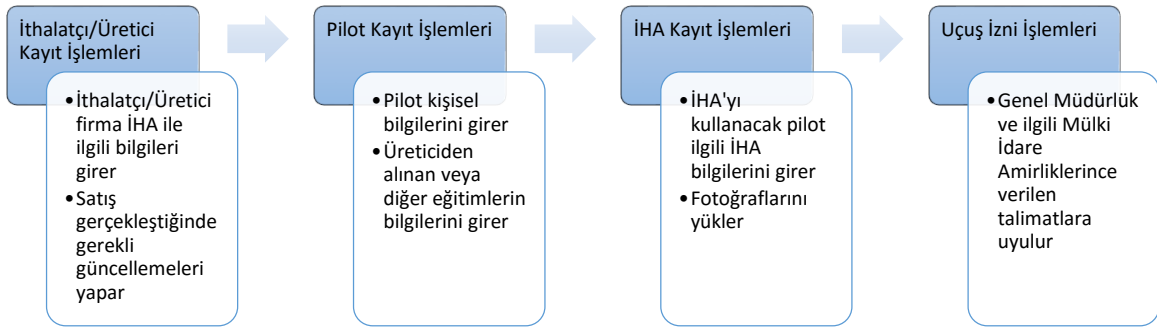 İthalatçı/Üretici
Kayıt İşlemleri
•İthalatçı/Üretici
firma İHA ile
ilgili bilgileri
girer
•Satış
gerçekleştiğinde
gerekli
güncellemeleri
yapar
Pilot Kayıt İşlemleri
•Pilot kişisel
bilgilerini girer
•Üreticiden
alınan veya
diğer eğitimlerin
bilgilerini girer
İHA Kayıt İşlemleri
•İHA'yı
kullanacak pilot
ilgili İHA
bilgilerini girer
•Fotoğraflarını
yükler
Uçuş İzni İşlemleri
•Genel Müdürlük
ve ilgili Mülki
İdare
Amirliklerince
verilen
talimatlara
uyulur